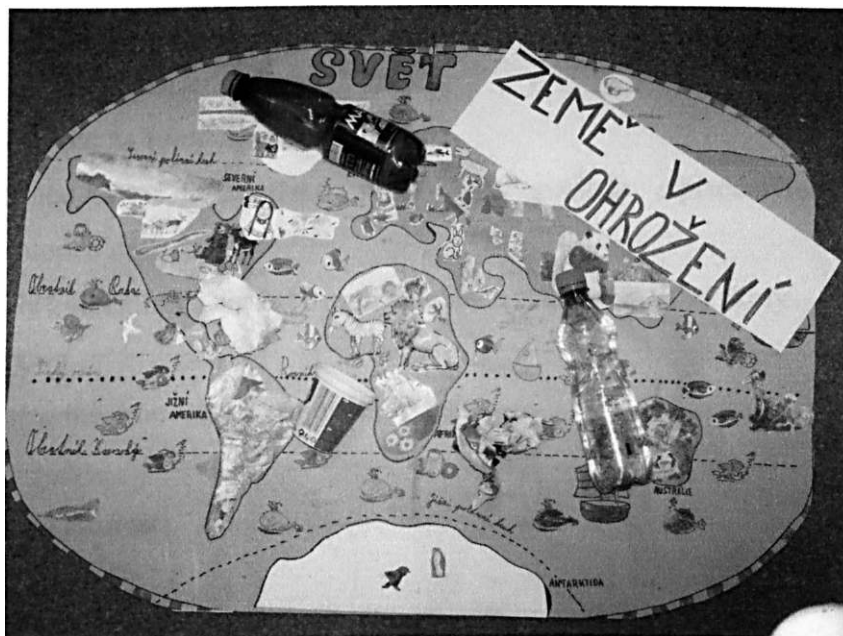 SVĚT
ZEMĚ V
OHROŽENÍ
Severní polární kruh
SEVERNÍ
AMERIKA
Obratník Raka
JIŽNÍ
AMERIKA
Obratník Kozoroha
AUSTRÁLIE
Jižní polární kruh
ANTARKTIDA